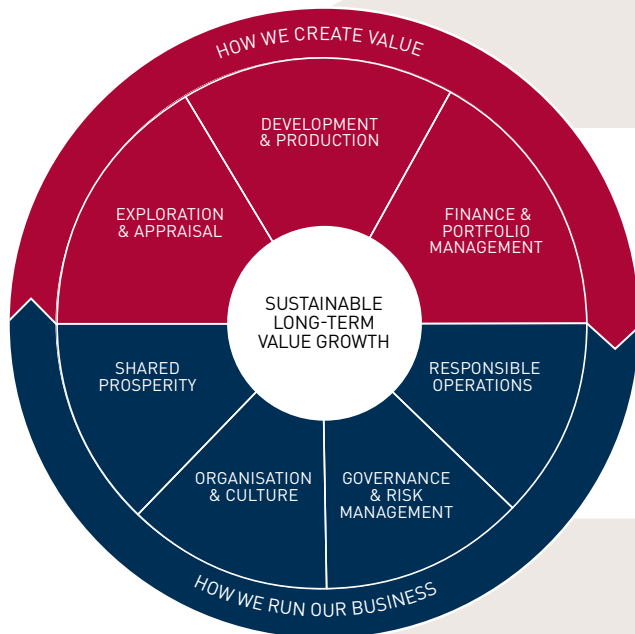 HOW WE CREATE VALUE
DEVELOPMENT
& PRODUCTION
EXPLORATION
& APPRAISAL
FINANCE &
PORTFOLIO
MANAGEMENT
SUSTAINABLE
LONG-TERM
VALUE GROWTH
SHARED
PROSPERITY
RESPONSIBLE
OPERATIONS
ORGANISATION
& CULTURE
GOVERNANCE
& RISK
MANAGEMENT
HOW WE RUN OUR BUSINESS